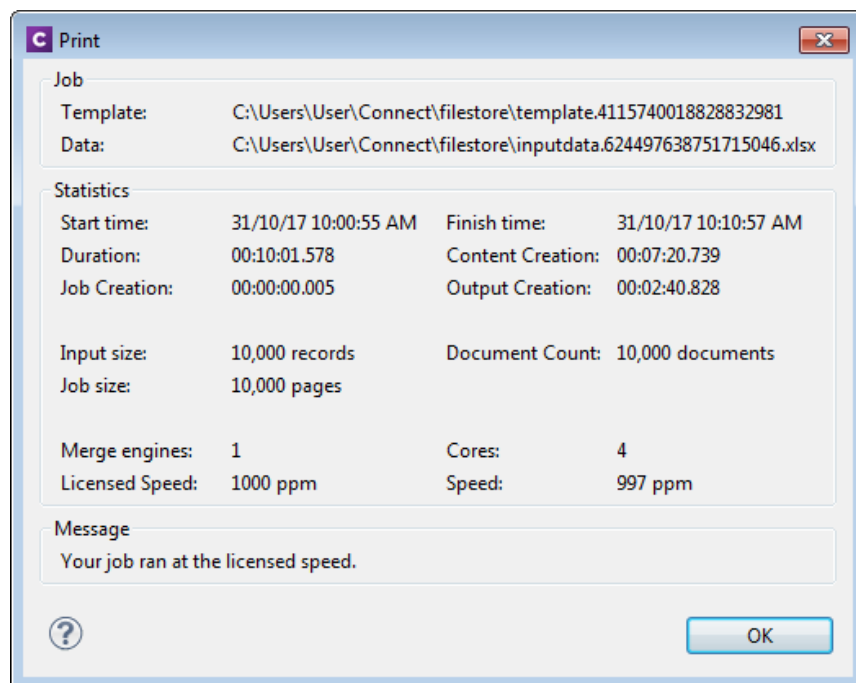 C Print
Job
Template: C:\Users\User\Connect\filestore\template.4115740018828832981
Data: C:\Users\User\Connect\filestore\inputdata.624497638751715046.xlsx
Statistics
Start time: 31/10/17 10:00:55 AM Finish time: 31/10/17 10:10:57 AM
Duration: 00:10:01.578 Content Creation: 00:07:20.739
Job Creation: 00:00:00.005 Output Creation: 00:02:40.828
Input size: 10,000 records Document Count: 10,000 documents
Job size: 10,000 pages
Merge engines: 1 Cores: 4
Licensed Speed: 1000 ppm Speed: 997 ppm
Message
Your job ran at the licensed speed.
? OK